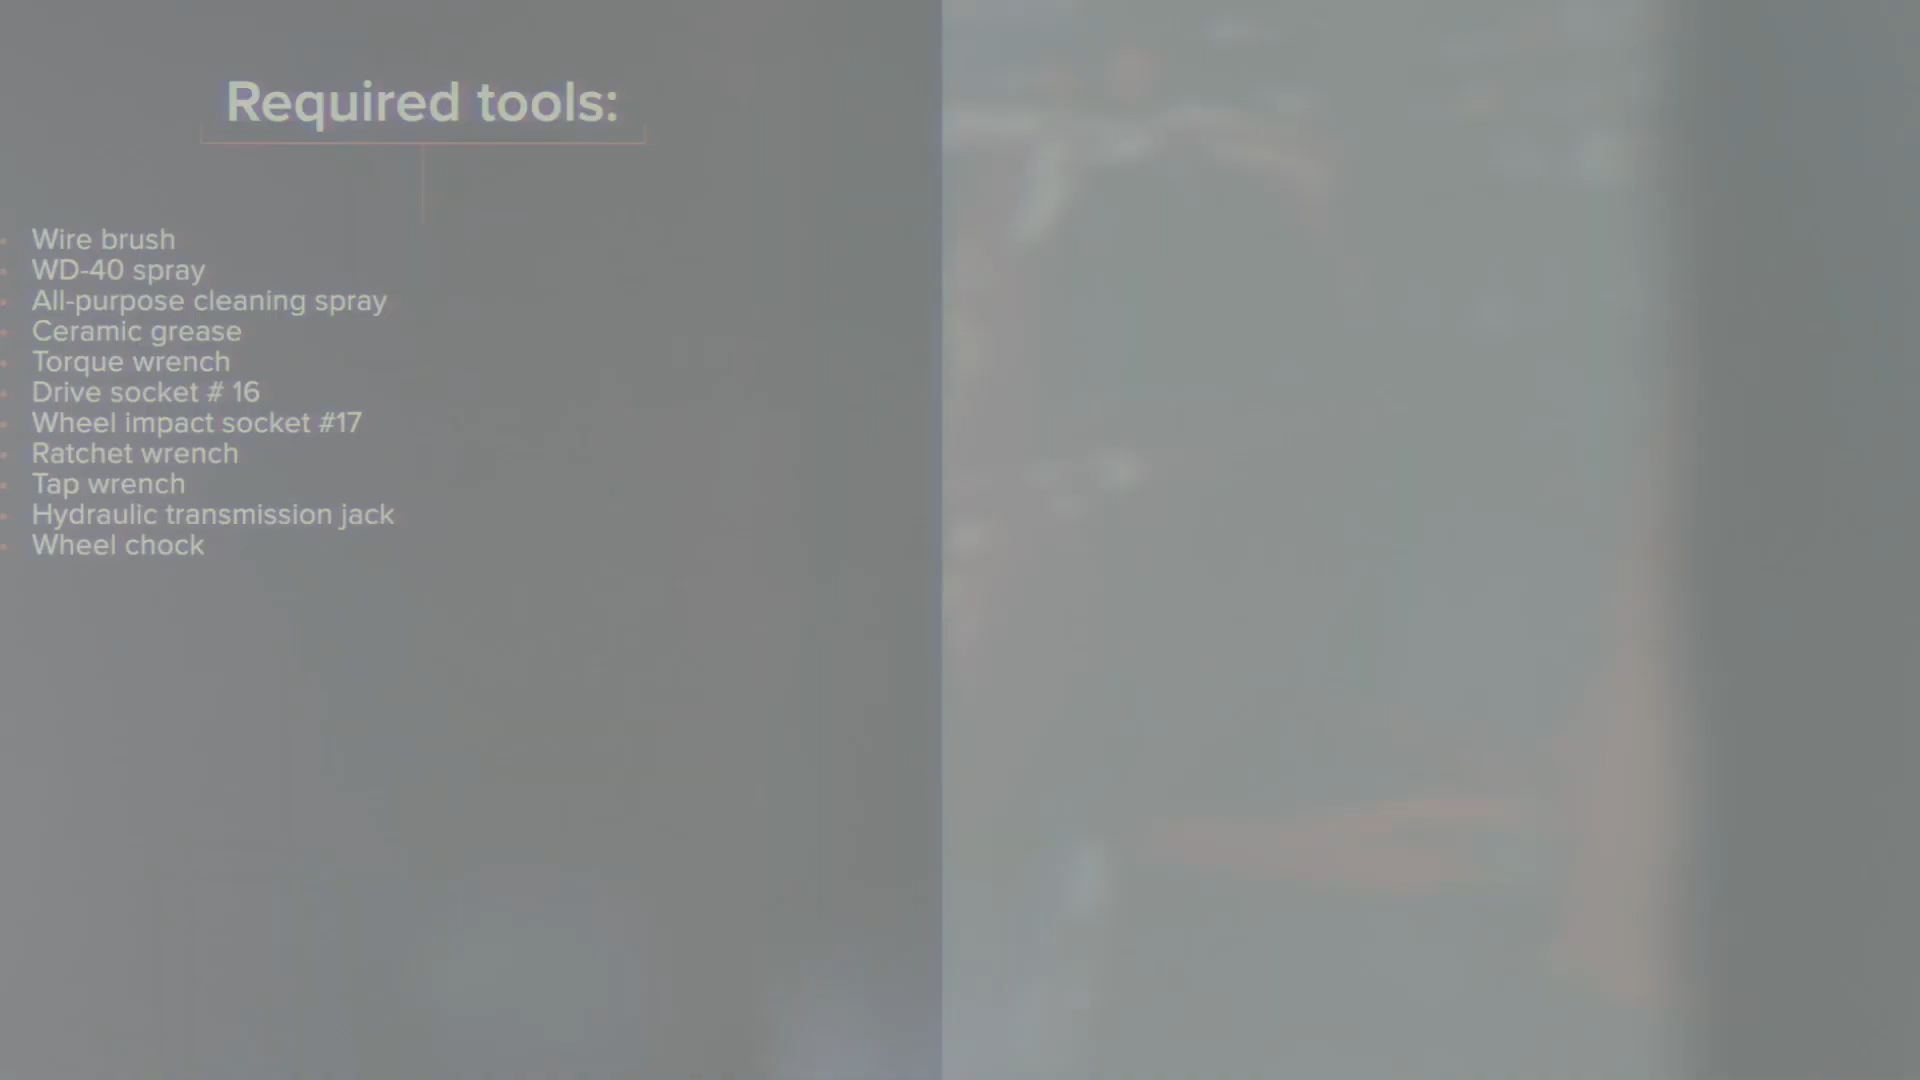 Required tools:
Wire brush
WD-40 spray
All-purpose cleaning spray
Ceramic grease
Torque wrench
Drive socket # 16
Wheel impact socket #17
Ratchet wrench
Tap wrench
Hydraulic transmission jack
Wheel chock